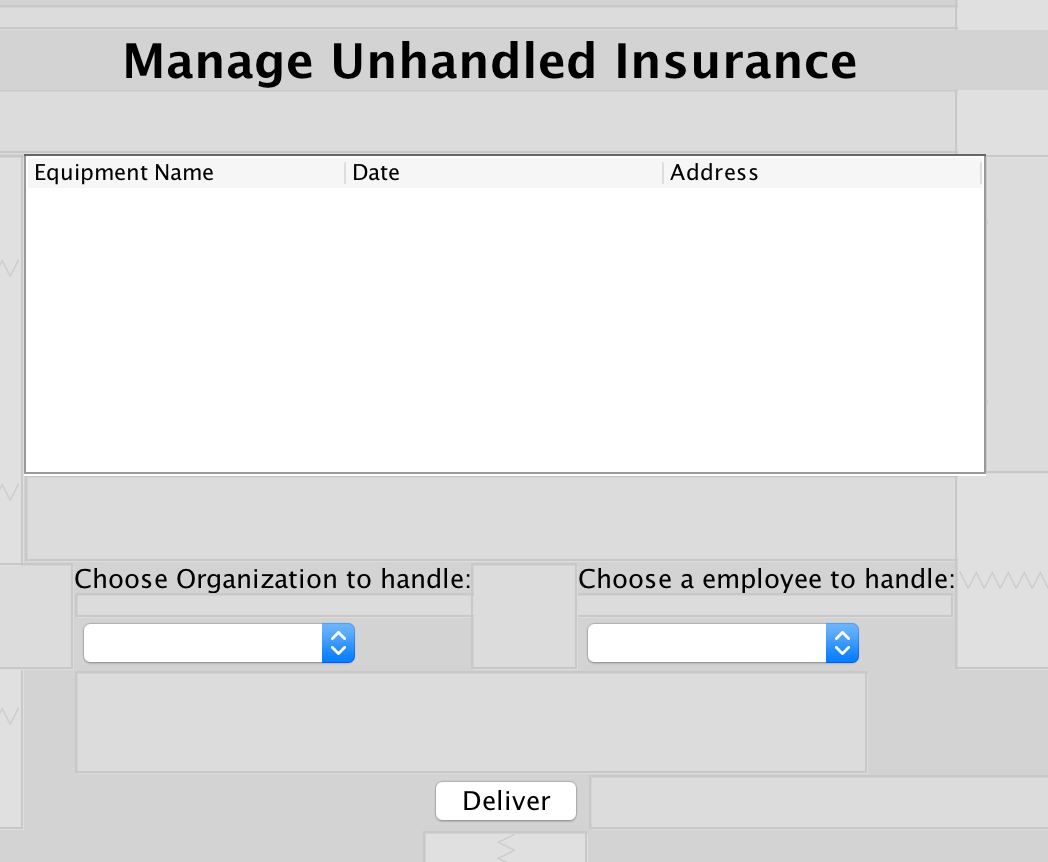 Manage Unhandled Insurance
Equipment Name Date Address
Choose Organization to handle: Choose a employee to handle:
Deliver